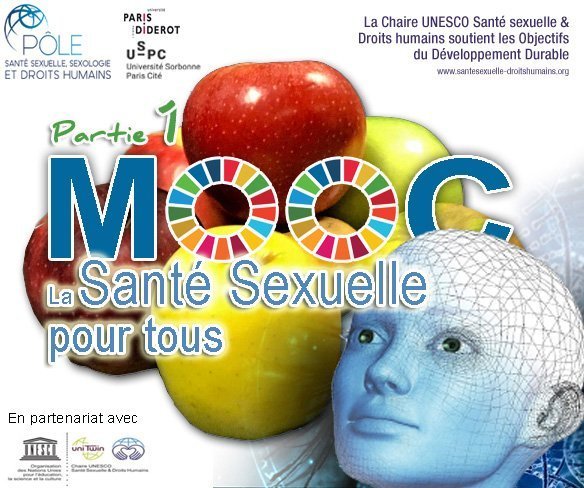 PÔLE
SANTÉ SEXUELLE, SEXOLOGIE
ET DROITS HUMAINS
UNIVERSITÉ
PARIS
DIDEROT
U S PC
Université Sorbonne
Paris Cité
La Chaire UNESCO Santé sexuelle &
Droits humains soutient les Objectifs
du Développement Durable
www.santesexuelle-droitshumains.org
Partie 1
MOOC
La Santé Sexuelle
pour tous
En partenariat avec
UNESCO
Organisation
des Nations Unies
pour l'éducation,
la science et la culture
uniTwin
Chaire UNESCO
Santé Sexuelle & Droits Humains